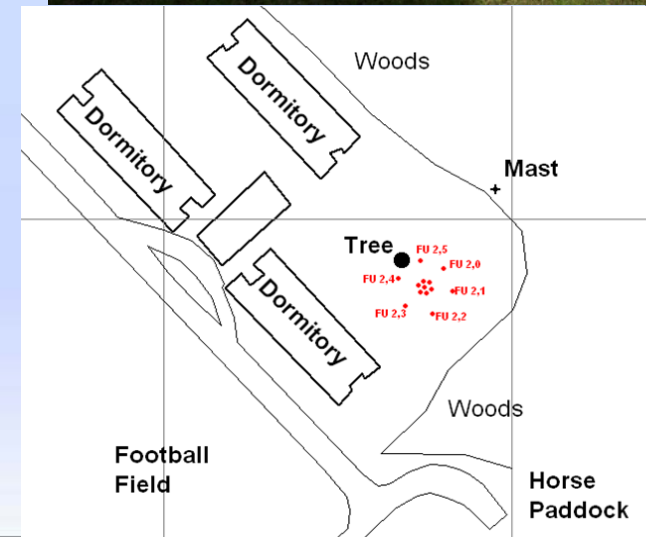 Woods
Dormitory
Dormitory
Mast
Tree
FU 2,5
FU 2,0
FU 2,4
FU 2,1
FU 2,3
FU 2,2
Dormitory
Woods
Football
Field
Horse
Paddock